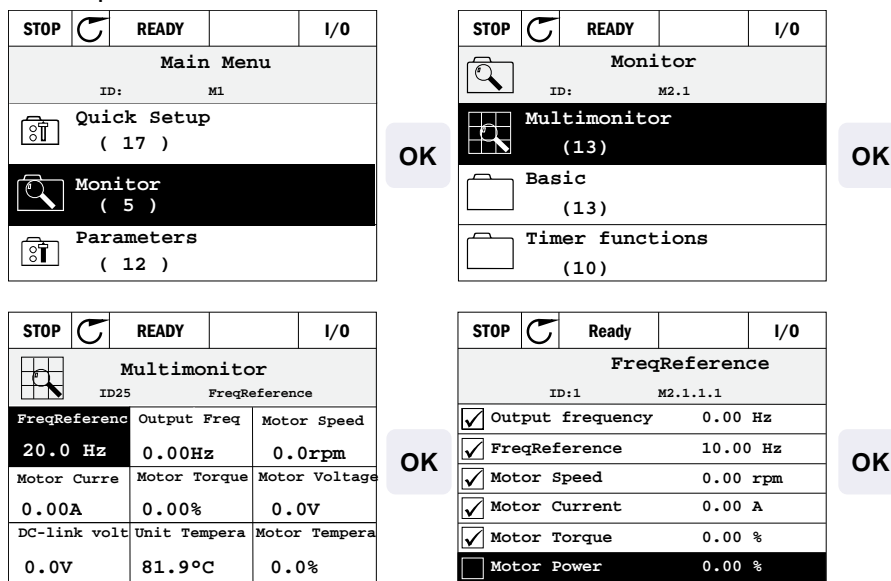 STOP READY I/O
Main Menu
ID: M1
Quick Setup
( 17 )
Monitor
( 5 )
Parameters
( 12 )
OK
STOP READY I/O
Monitor
ID: M2.1
Multimonitor
(13)
Basic
(13)
Timer functions
(10)
OK
STOP READY I/O
Multimonitor
ID25 FreqReference
FreqReferenc Output Freq Motor Speed
20.0 Hz 0.00Hz 0.0rpm
Motor Curre Motor Torque Motor Voltage
0.00A 0.00% 0.0V
DC-link volt Unit Tempera Motor Tempera
0.0V 81.9°C 0.0%
OK
STOP Ready I/O
FreqReference
ID:1 M2.1.1.1
Output frequency 0.00 Hz
FreqReference 10.00 Hz
Motor Speed 0.00 rpm
Motor Current 0.00 A
Motor Torque 0.00 %
Motor Power 0.00 %
OK